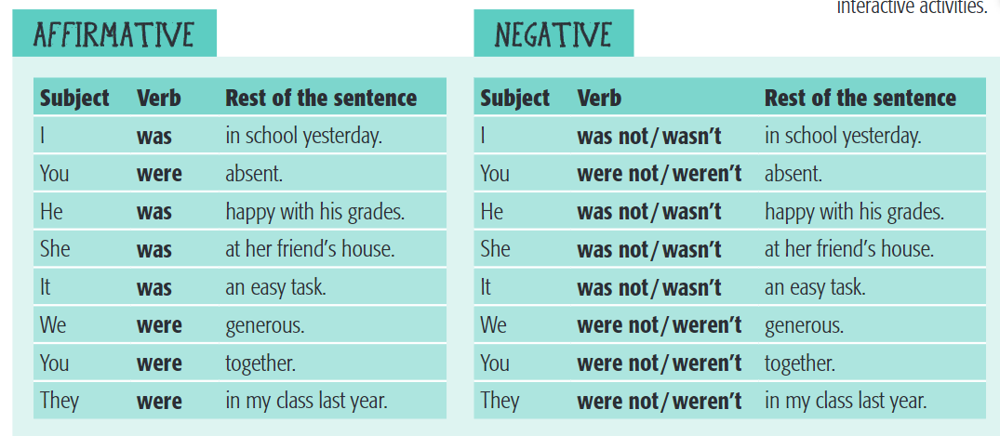 interactive activities.
AFFIRMATIVE
Subject Verb Rest of the sentence
I was in school yesterday.
You were absent.
He was happy with his grades.
She was at her friend's house.
It was an easy task.
We were generous.
You were together.
They were in my class last year.
NEGATIVE
Subject Verb Rest of the sentence
I was not/wasn't in school yesterday.
You were not/weren't absent.
He was not/wasn't happy with his grades.
She was not/wasn't at her friend's house.
It was not/wasn't an easy task.
We were not/weren't generous.
You were not/weren't together.
They were not/weren't in my class last year.